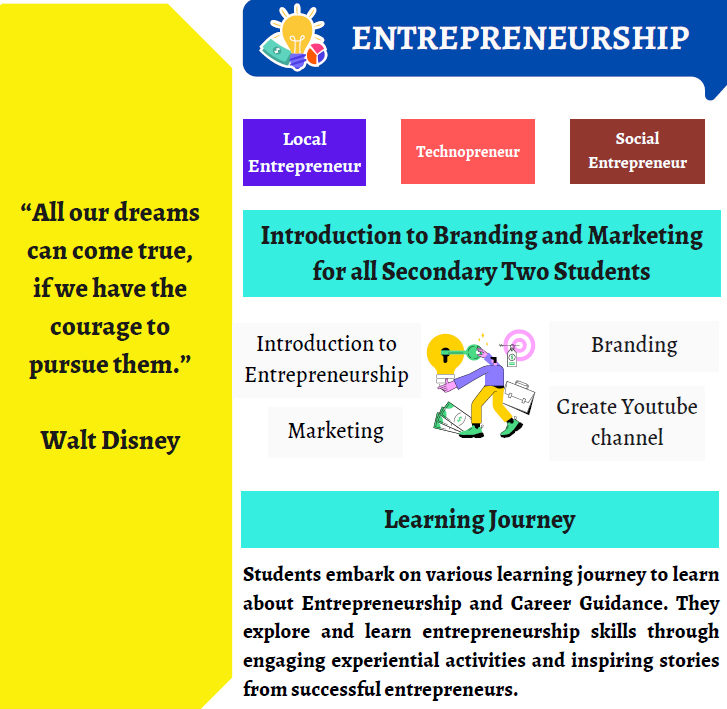 ENTREPRENEURSHIP
Local
Entrepreneur
Technopreneur
Social
Entrepreneur
“All our dreams
can come true,
if we have the
courage to
pursue them.”
Walt Disney
Introduction to Branding and Marketing
for all Secondary Two Students
Introduction to
Entrepreneurship
Branding
Marketing
Create Youtube
channel
Learning Journey
Students embark on various learning journey to learn
about Entrepreneurship and Career Guidance. They
explore and learn entrepreneurship skills through
engaging experiential activities and inspiring stories
from successful entrepreneurs.